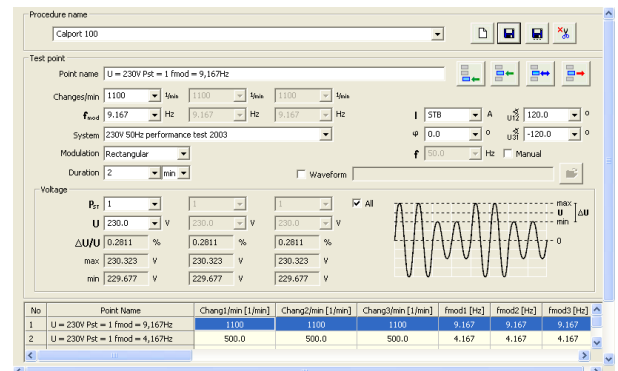 Procedure name
Calport 100
Test point
Point name U = 230V Pst = 1 fmod = 9,167Hz
Changes/min 1100 1/min 1100 1/min 1100 1/min
fmod 9.167 Hz 9.167 Hz 9.167 Hz
I STB A U12 120.0 °
System 230V 50Hz performance test 2003
φ 0.0 ° U31 -120.0 °
Modulation Rectangular
f 50.0 Hz Manual
Duration 2 min
Waveform
Voltage
PST 1 1 1 All
U 230.0 V 230.0 V 230.0 V
ΔU/U 0.2811 % 0.2811 % 0.2811 %
max 230.323 V 230.323 V 230.323 V
min 229.677 V 229.677 V 229.677 V
max
U
min
ΔU
0
No Point Name Chang1/min [1/min] Chang2/min [1/min] Chang3/min [1/min] fmod1 [Hz] fmod2 [Hz] fmod3 [Hz]
1 U = 230V Pst = 1 fmod = 9,167Hz 1100 1100 1100 9.167 9.167 9.167
2 U = 230V Pst = 1 fmod = 4,167Hz 500.0 500.0 500.0 4.167 4.167 4.167